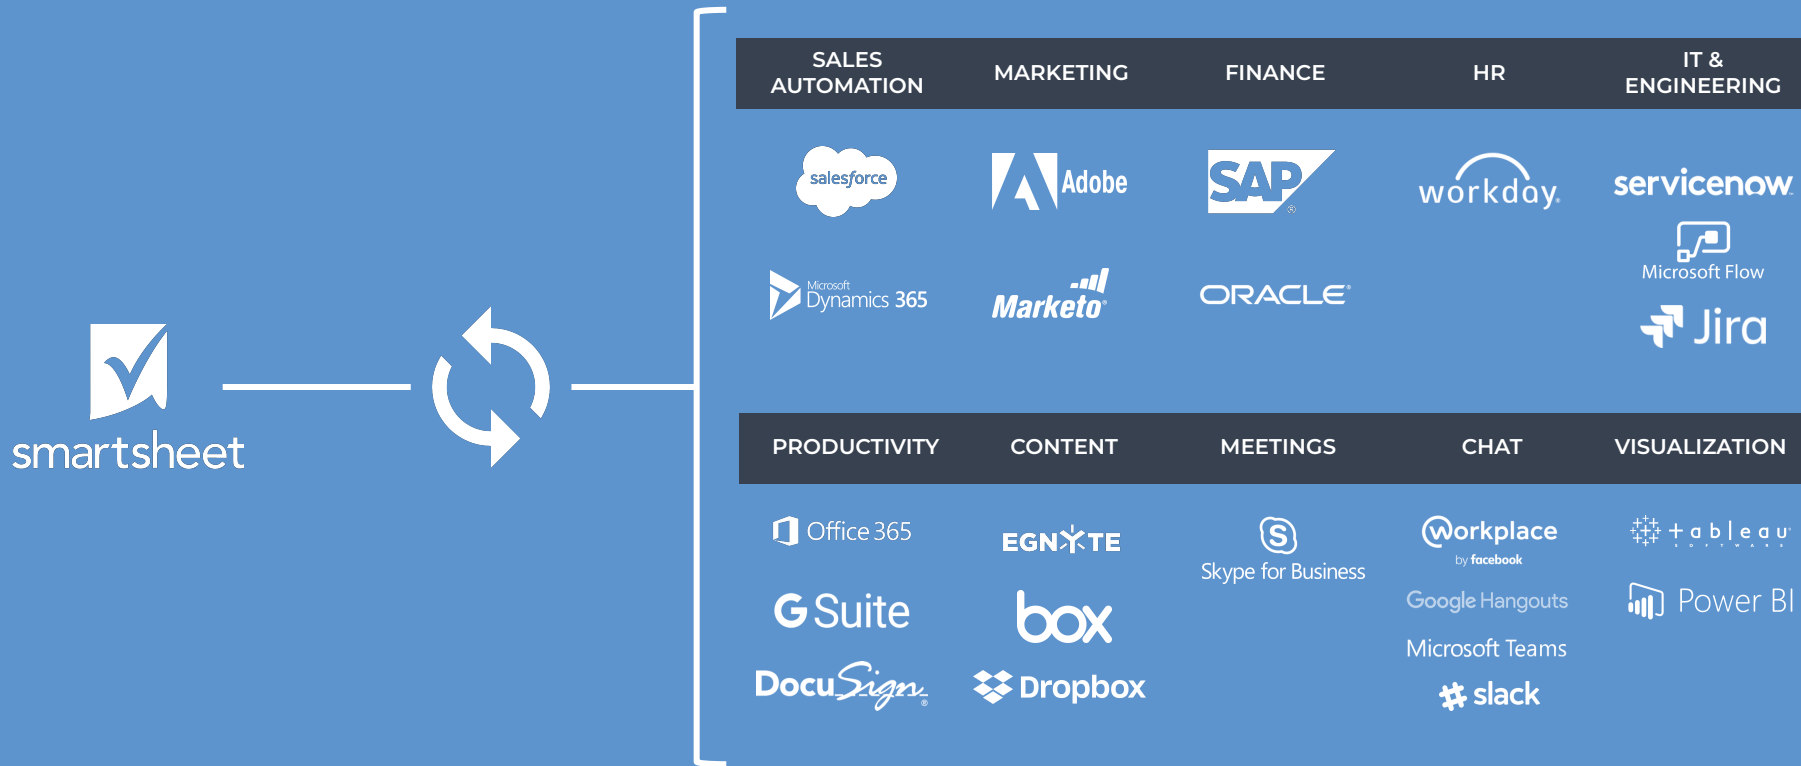 smartsheet
SALES
AUTOMATION
MARKETING
FINANCE
HR
IT &
ENGINEERING
salesforce
Adobe
SAP
®
workday.
servicenow
Microsoft Flow
Microsoft
Dynamics 365
Marketo®
ORACLE®
Jira
PRODUCTIVITY
CONTENT
MEETINGS
CHAT
VISUALIZATION
Office 365
EGNYTE
S
Skype for Business
Workplace
by facebook
tableau
SOFTWARE
G Suite
box
Google Hangouts
Power BI
Microsoft Teams
DocuSign
®
Dropbox
slack